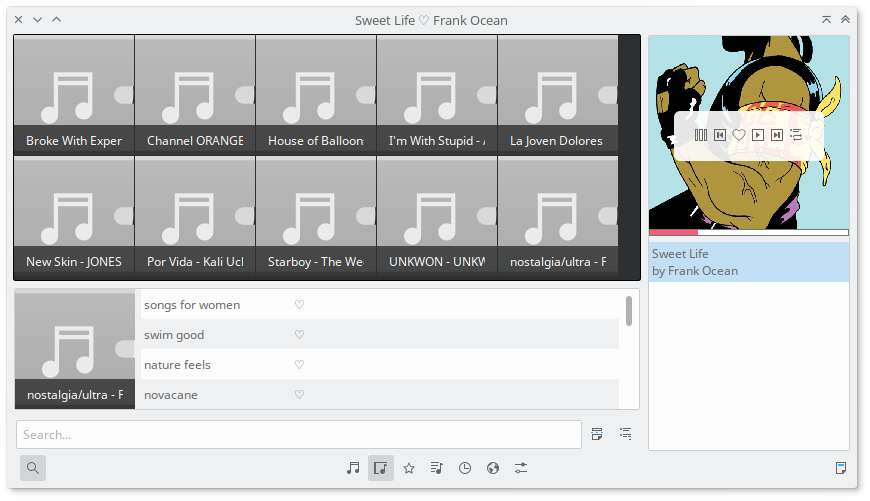 Sweet Life ♡ Frank Ocean
Broke With Exper
Channel ORANGE
House of Balloon
I'm With Stupid - /
La Joven Dolores
New Skin - JONES
Por Vida - Kali Ucl
Starboy - The We
UNKWON - UNKW
nostalgia/ultra - F
nostalgia/ultra - F
songs for women ♡
swim good ♡
nature feels ♡
novacane ♡
Search...
Sweet Life
by Frank Ocean